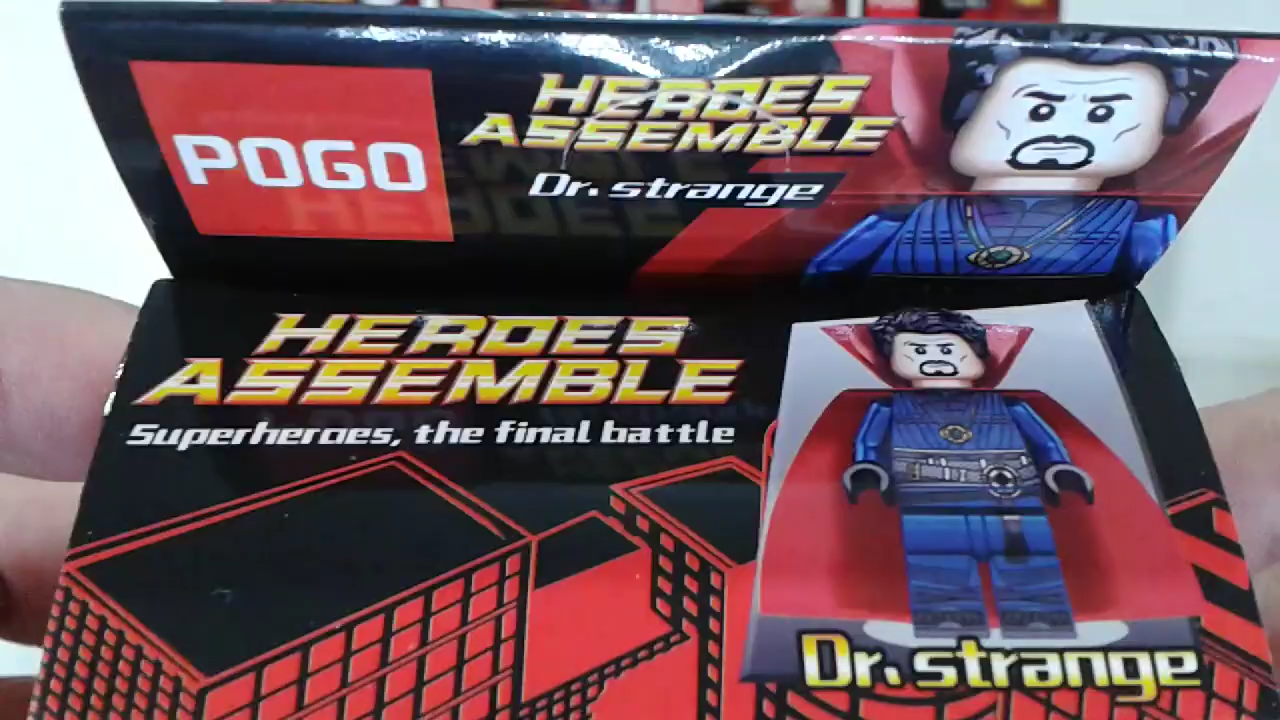 POGO
HEROES
ASSEMBLE
Dr. strange
HEROES
ASSEMBLE
Superheroes, the final battle
Dr. strange